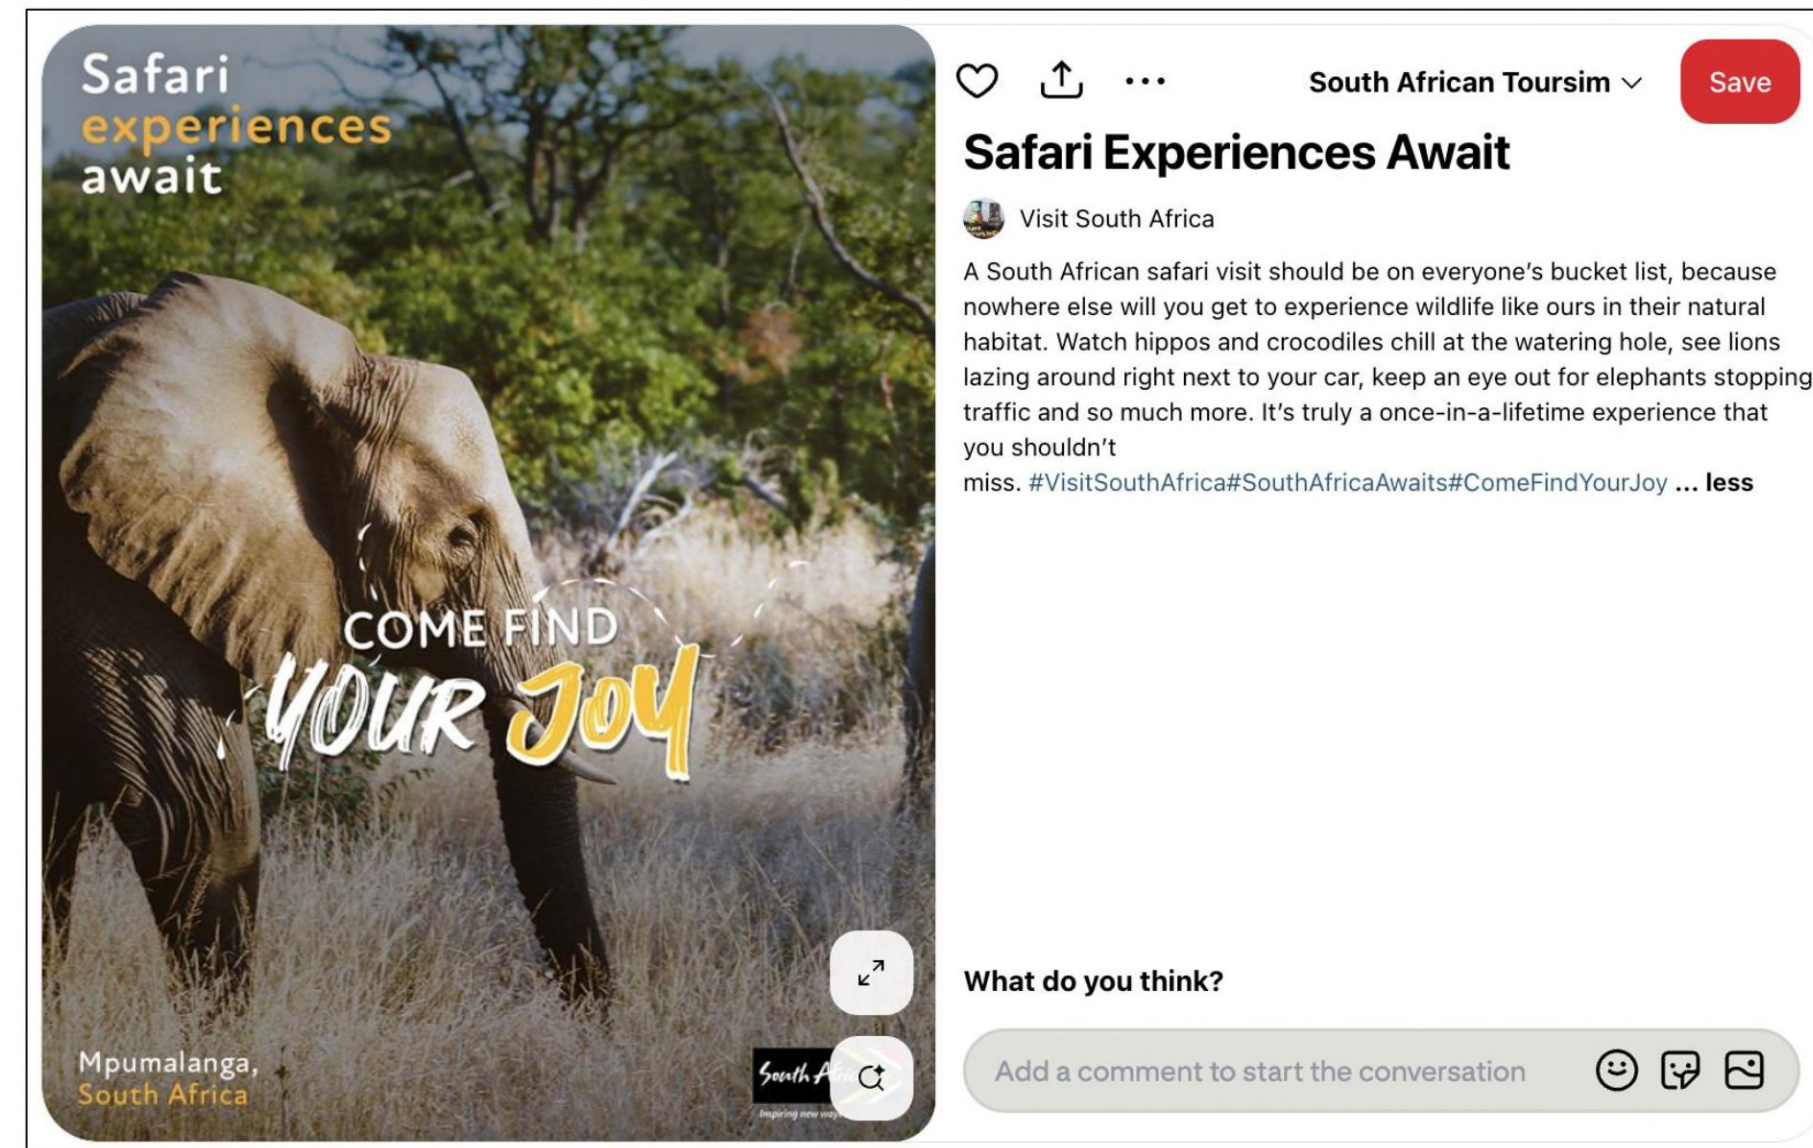 Safari
experiences
await
COME FIND
YOUR JOY
Mpumalanga,
South Africa
South
Inspiring new
South African Toursim
Save
Safari Experiences Await
Visit South Africa
A South African safari visit should be on everyone’s bucket list, because
nowhere else will you get to experience wildlife like ours in their natural
habitat. Watch hippos and crocodiles chill at the watering hole, see lions
lazing around right next to your car, keep an eye out for elephants stopping
traffic and so much more. It’s truly a once-in-a-lifetime experience that
you shouldn’t
miss. #VisitSouthAfrica#SouthAfricaAwaits#ComeFindYourJoy ... less
What do you think?
Add a comment to start the conversation